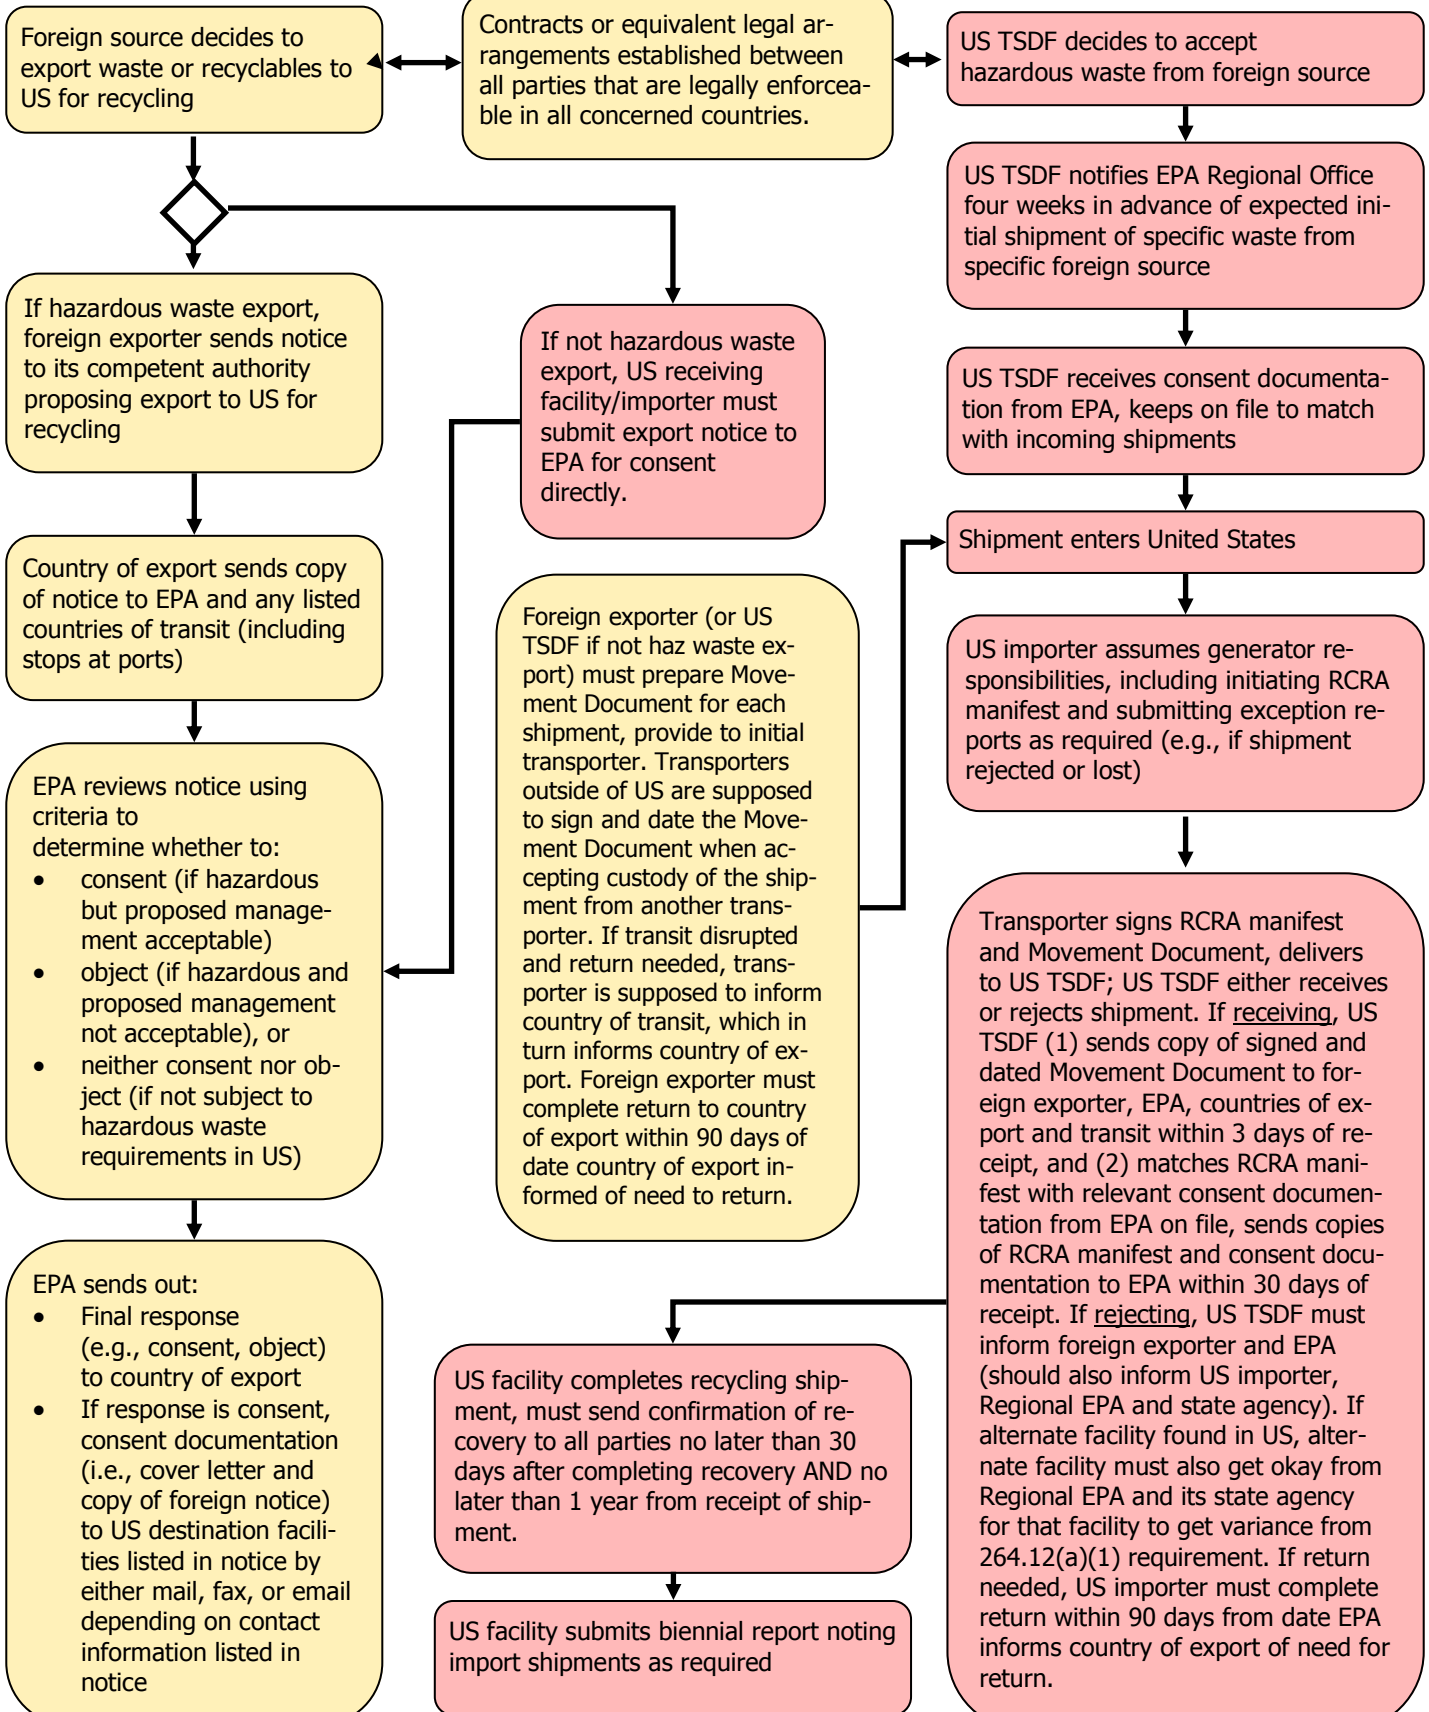 Foreign source decides to
export waste or recyclables to
US for recycling
Contracts or equivalent legal ar-
rangements established between
all parties that are legally enforcea-
ble in all concerned countries.
US TSDF decides to accept
hazardous waste from foreign source
US TSDF notifies EPA Regional Office
four weeks in advance of expected ini-
tial shipment of specific waste from
specific foreign source
If hazardous waste export,
foreign exporter sends notice
to its competent authority
proposing export to US for
recycling
If not hazardous waste
export, US receiving
facility/importer must
submit export notice to
EPA for consent
directly.
US TSDF receives consent documenta-
tion from EPA, keeps on file to match
with incoming shipments
Shipment enters United States
Country of export sends copy
of notice to EPA and any listed
countries of transit (including
stops at ports)
Foreign exporter (or US
TSDF if not haz waste ex-
port) must prepare Move-
ment Document for each
shipment, provide to initial
transporter. Transporters
outside of US are supposed
to sign and date the Move-
ment Document when ac-
cepting custody of the ship-
ment from another trans-
porter. If transit disrupted
and return needed, trans-
porter is supposed to inform
country of transit, which in
turn informs country of ex-
port. Foreign exporter must
complete return to country
of export within 90 days of
date country of export in-
formed of need to return.
US importer assumes generator re-
sponsibilities, including initiating RCRA
manifest and submitting exception re-
ports as required (e.g., if shipment
rejected or lost)
EPA reviews notice using
criteria to
determine whether to:
• consent (if hazardous
but proposed manage-
ment acceptable)
• object (if hazardous and
proposed management
not acceptable), or
• neither consent nor ob-
ject (if not subject to
hazardous waste
requirements in US)
Transporter signs RCRA manifest
and Movement Document, delivers
to US TSDF; US TSDF either receives
or rejects shipment. If receiving, US
TSDF (1) sends copy of signed and
dated Movement Document to for-
eign exporter, EPA, countries of ex-
port and transit within 3 days of re-
ceipt, and (2) matches RCRA mani-
fest with relevant consent documen-
tation from EPA on file, sends copies
of RCRA manifest and consent docu-
mentation to EPA within 30 days of
receipt. If rejecting, US TSDF must
inform foreign exporter and EPA
(should also inform US importer,
Regional EPA and state agency). If
alternate facility found in US, alter-
nate facility must also get okay from
Regional EPA and its state agency
for that facility to get variance from
264.12(a)(1) requirement. If return
needed, US importer must complete
return within 90 days from date EPA
informs country of export of need for
return.
EPA sends out:
• Final response
(e.g., consent, object)
to country of export
• If response is consent,
consent documentation
(i.e., cover letter and
copy of foreign notice)
to US destination facili-
ties listed in notice by
either mail, fax, or email
depending on contact
information listed in
notice
US facility completes recycling ship-
ment, must send confirmation of re-
covery to all parties no later than 30
days after completing recovery AND no
later than 1 year from receipt of ship-
ment.
US facility submits biennial report noting
import shipments as required